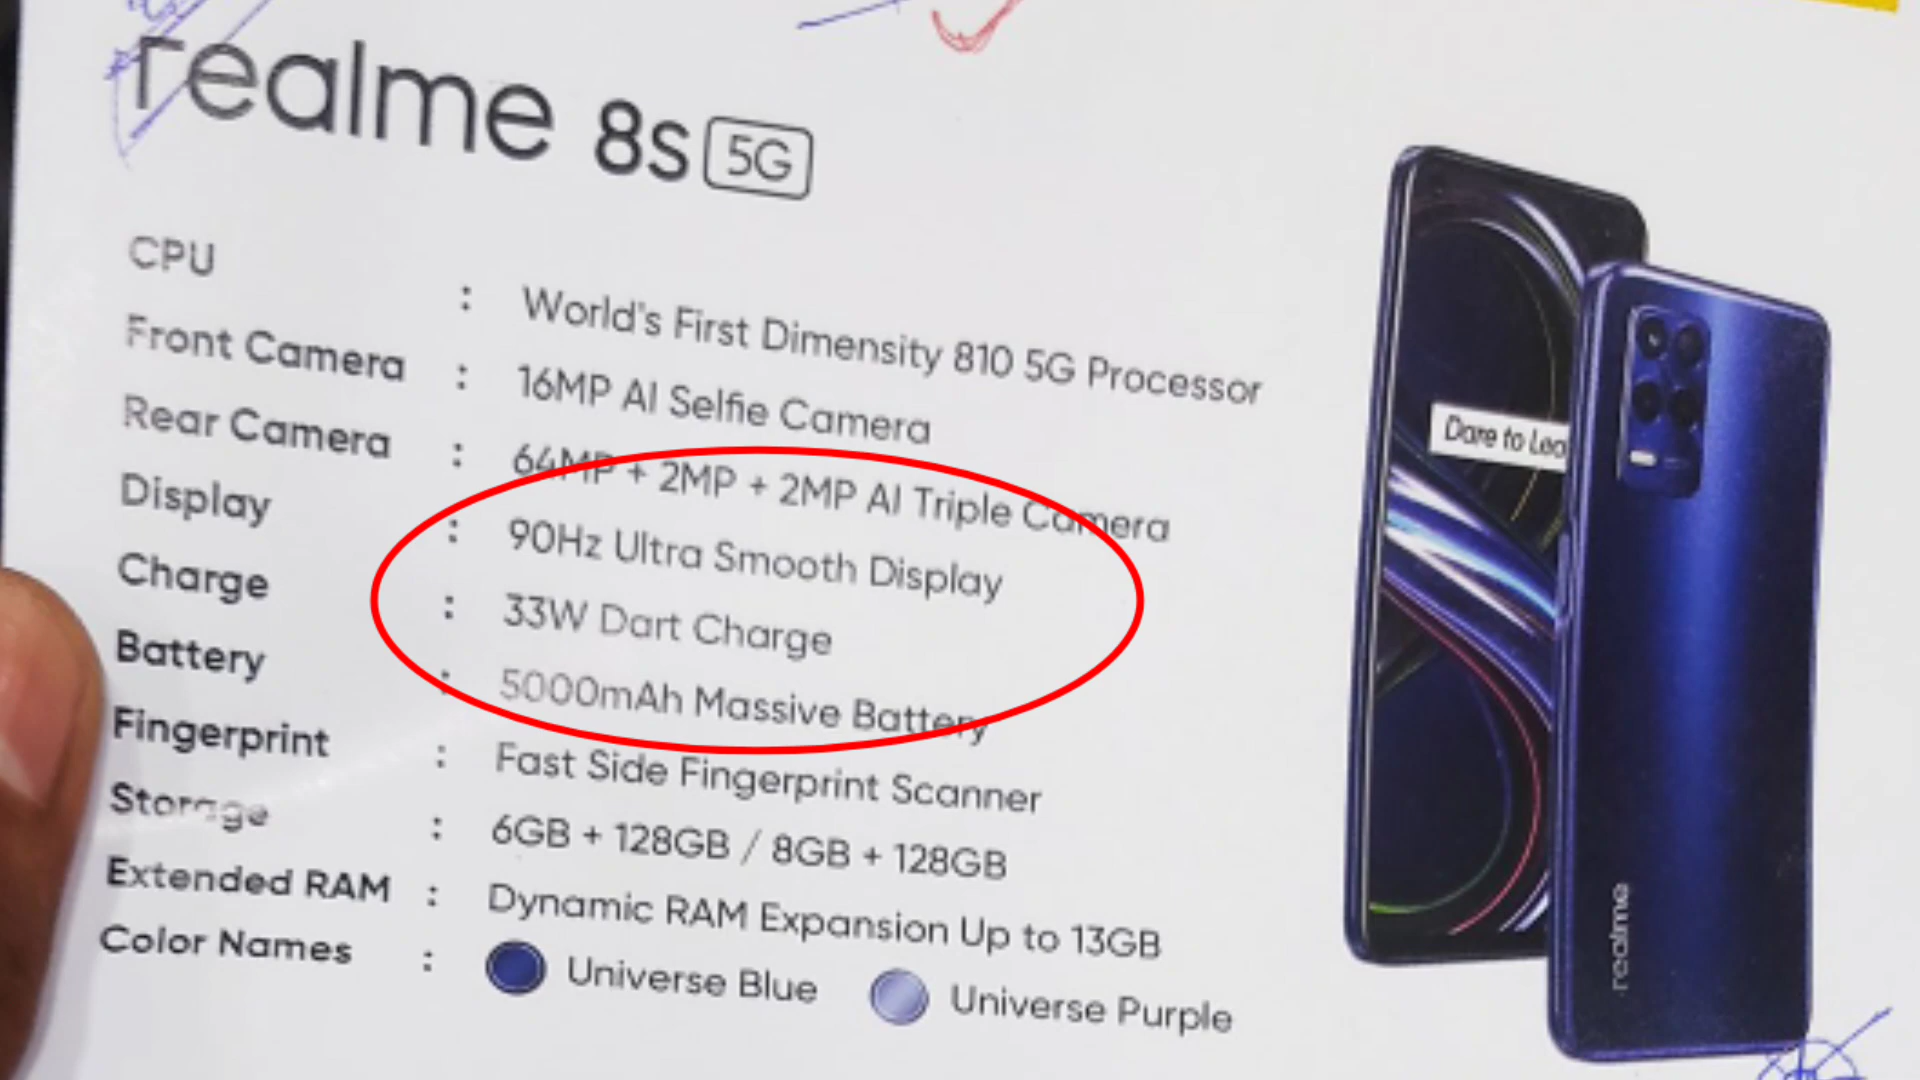 realme 8s 5G
CPU : World's First Dimensity 810 5G Processor
Front Camera : 16MP AI Selfie Camera
Rear Camera : 64MP + 2MP + 2MP AI Triple Camera
Display : 90Hz Ultra Smooth Display
Charge : 33W Dart Charge
Battery : 5000mAh Massive Battery
Fingerprint : Fast Side Fingerprint Scanner
Storage : 6GB + 128GB / 8GB + 128GB
Extended RAM : Dynamic RAM Expansion Up to 13GB
Color Names : Universe Blue Universe Purple
Dare to Lea
realme